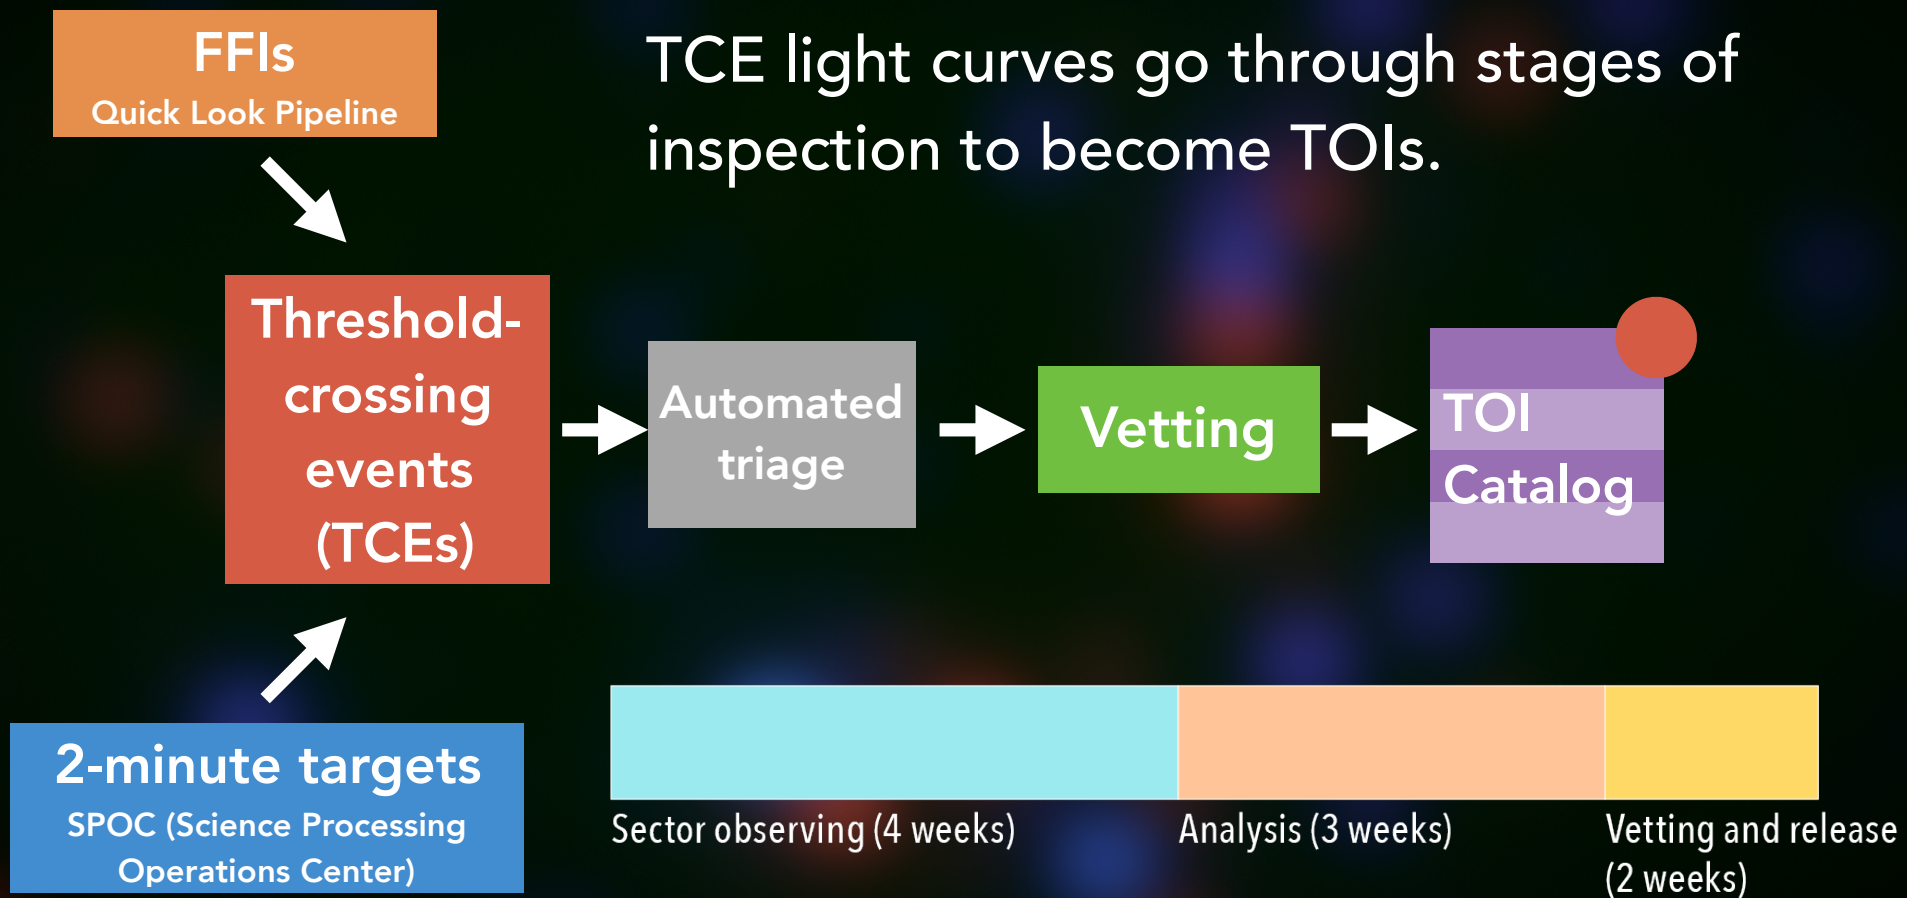 FFIs
Quick Look Pipeline
TCE light curves go through stages of
inspection to become TOIs.
Threshold-
crossing
events
(TCEs)
Automated
triage
Vetting
TOI
Catalog
2-minute targets
SPOC (Science Processing
Operations Center)
Sector observing (4 weeks)
Analysis (3 weeks)
Vetting and release
(2 weeks)